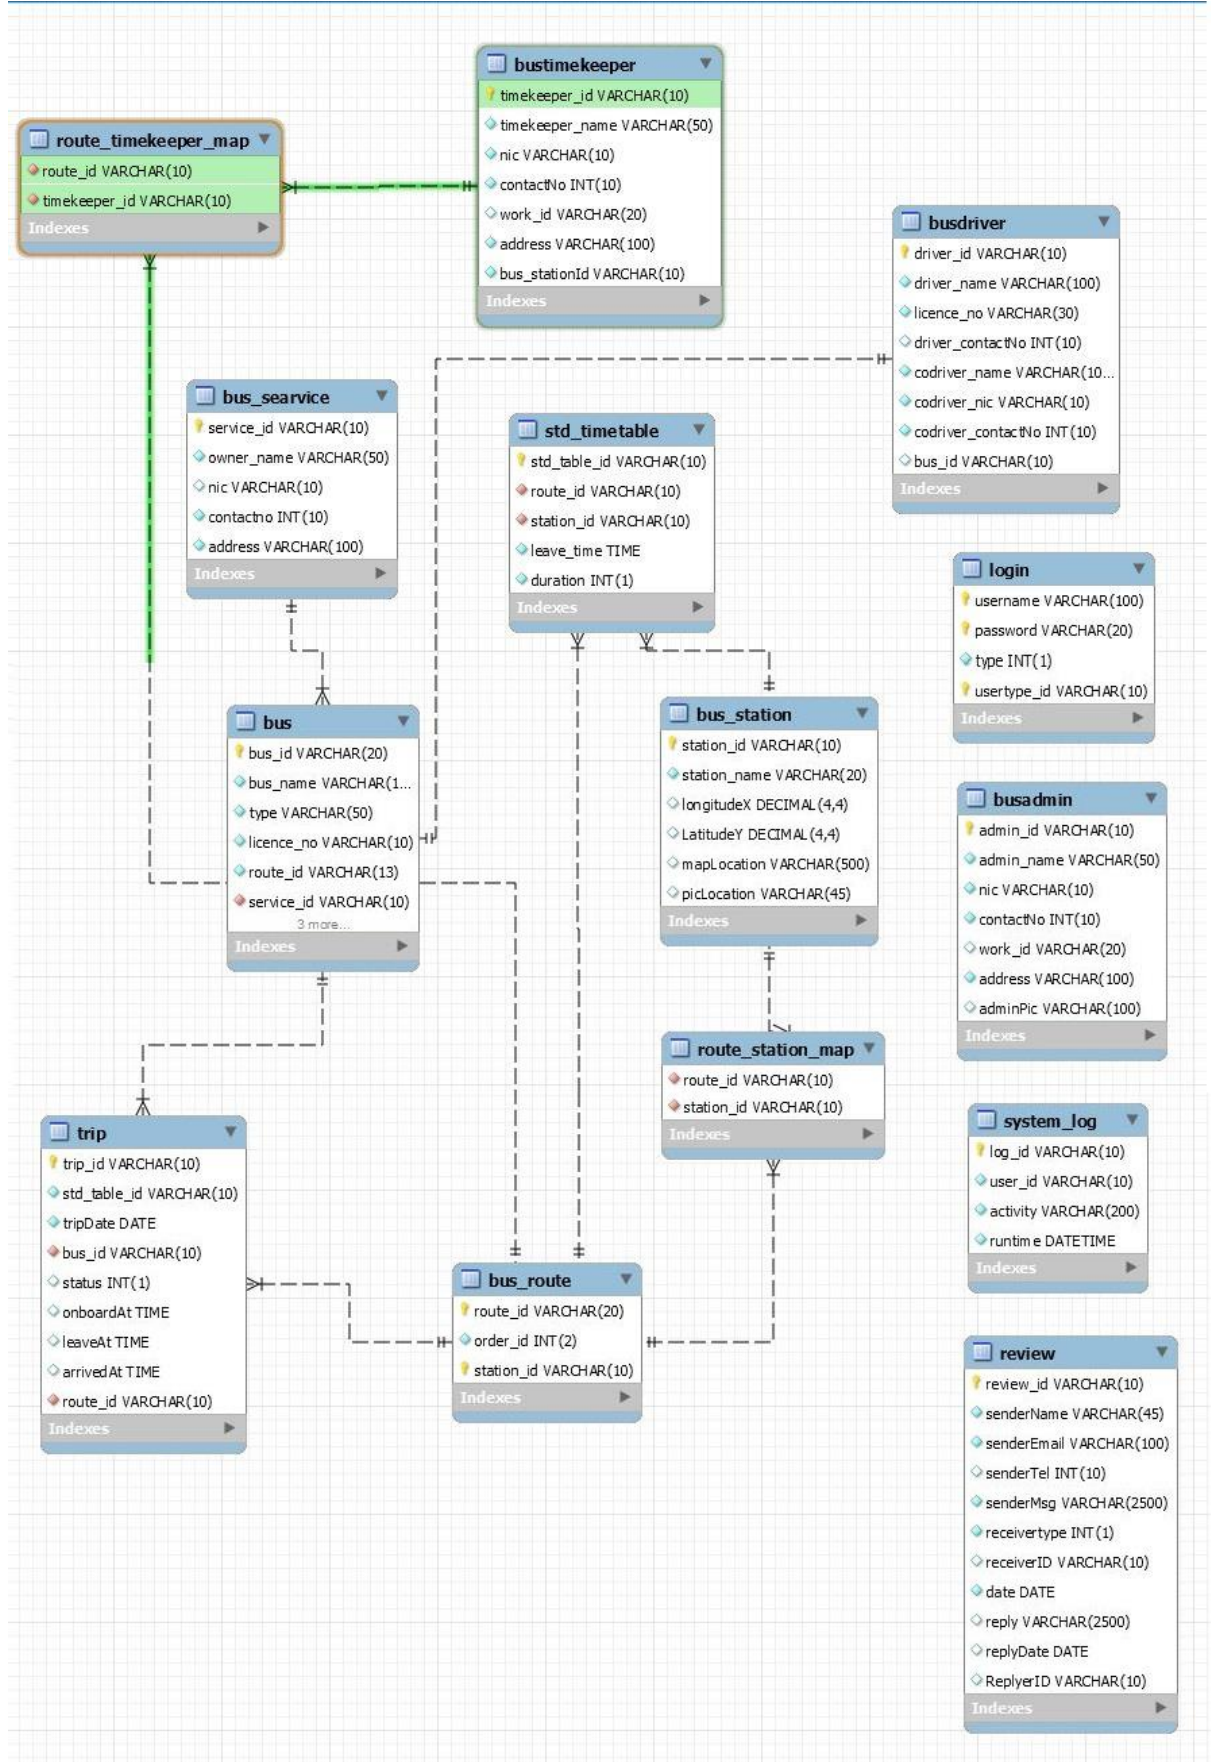 bustimekeeper
timekeeper_id VARCHAR(10)
timekeeper_name VARCHAR(50)
nic VARCHAR(10)
contactNo INT(10)
work_id VARCHAR(20)
address VARCHAR(100)
bus_stationId VARCHAR(10)
Indexes
route_timekeeper_map
route_id VARCHAR(10)
timekeeper_id VARCHAR(10)
Indexes
busdriver
driver_id VARCHAR(10)
driver_name VARCHAR(100)
licence_no VARCHAR(30)
driver_contactNo INT(10)
codriver_name VARCHAR(10...
codriver_nic VARCHAR(10)
codriver_contactNo INT(10)
bus_id VARCHAR(10)
Indexes
bus_searvice
service_id VARCHAR(10)
owner_name VARCHAR(50)
nic VARCHAR(10)
contactno INT(10)
address VARCHAR(100)
Indexes
std_timetable
std_table_id VARCHAR(10)
route_id VARCHAR(10)
station_id VARCHAR(10)
leave_time TIME
duration INT(1)
Indexes
login
username VARCHAR(100)
password VARCHAR(20)
type INT(1)
usertype_id VARCHAR(10)
Indexes
bus
bus_id VARCHAR(20)
bus_name VARCHAR(1...
type VARCHAR(50)
licence_no VARCHAR(10)
route_id VARCHAR(13)
service_id VARCHAR(10)
3 more...
Indexes
bus_station
station_id VARCHAR(10)
station_name VARCHAR(20)
longitudeX DECIMAL(4,4)
LatitudeY DECIMAL(4,4)
mapLocation VARCHAR(500)
picLocation VARCHAR(45)
Indexes
busadmin
admin_id VARCHAR(10)
admin_name VARCHAR(50)
nic VARCHAR(10)
contactNo INT(10)
work_id VARCHAR(20)
address VARCHAR(100)
adminPic VARCHAR(100)
Indexes
route_station_map
route_id VARCHAR(10)
station_id VARCHAR(10)
Indexes
trip
trip_id VARCHAR(10)
std_table_id VARCHAR(10)
tripDate DATE
bus_id VARCHAR(10)
status INT(1)
onboardAt TIME
leaveAt TIME
arrivedAt TIME
route_id VARCHAR(10)
Indexes
system_log
log_id VARCHAR(10)
user_id VARCHAR(10)
activity VARCHAR(200)
runtime DATETIME
Indexes
bus_route
route_id VARCHAR(20)
order_id INT(2)
station_id VARCHAR(10)
Indexes
review
review_id VARCHAR(10)
senderName VARCHAR(45)
senderEmail VARCHAR(100)
senderTel INT(10)
senderMsg VARCHAR(2500)
receivertype INT(1)
receiverID VARCHAR(10)
date DATE
reply VARCHAR(2500)
replyDate DATE
ReplyerID VARCHAR(10)
Indexes